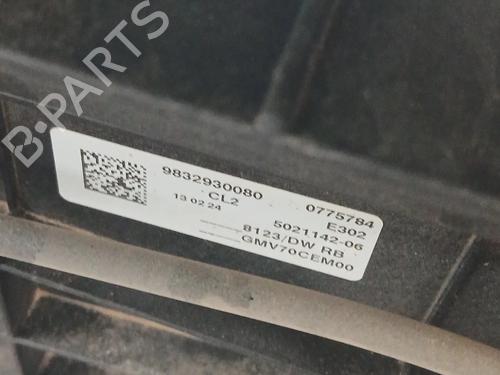 B-PARTS
9832930080 0775784
CL2 E302
13 02 24 5021142-06
8123/DW RB
GMV70CEM00